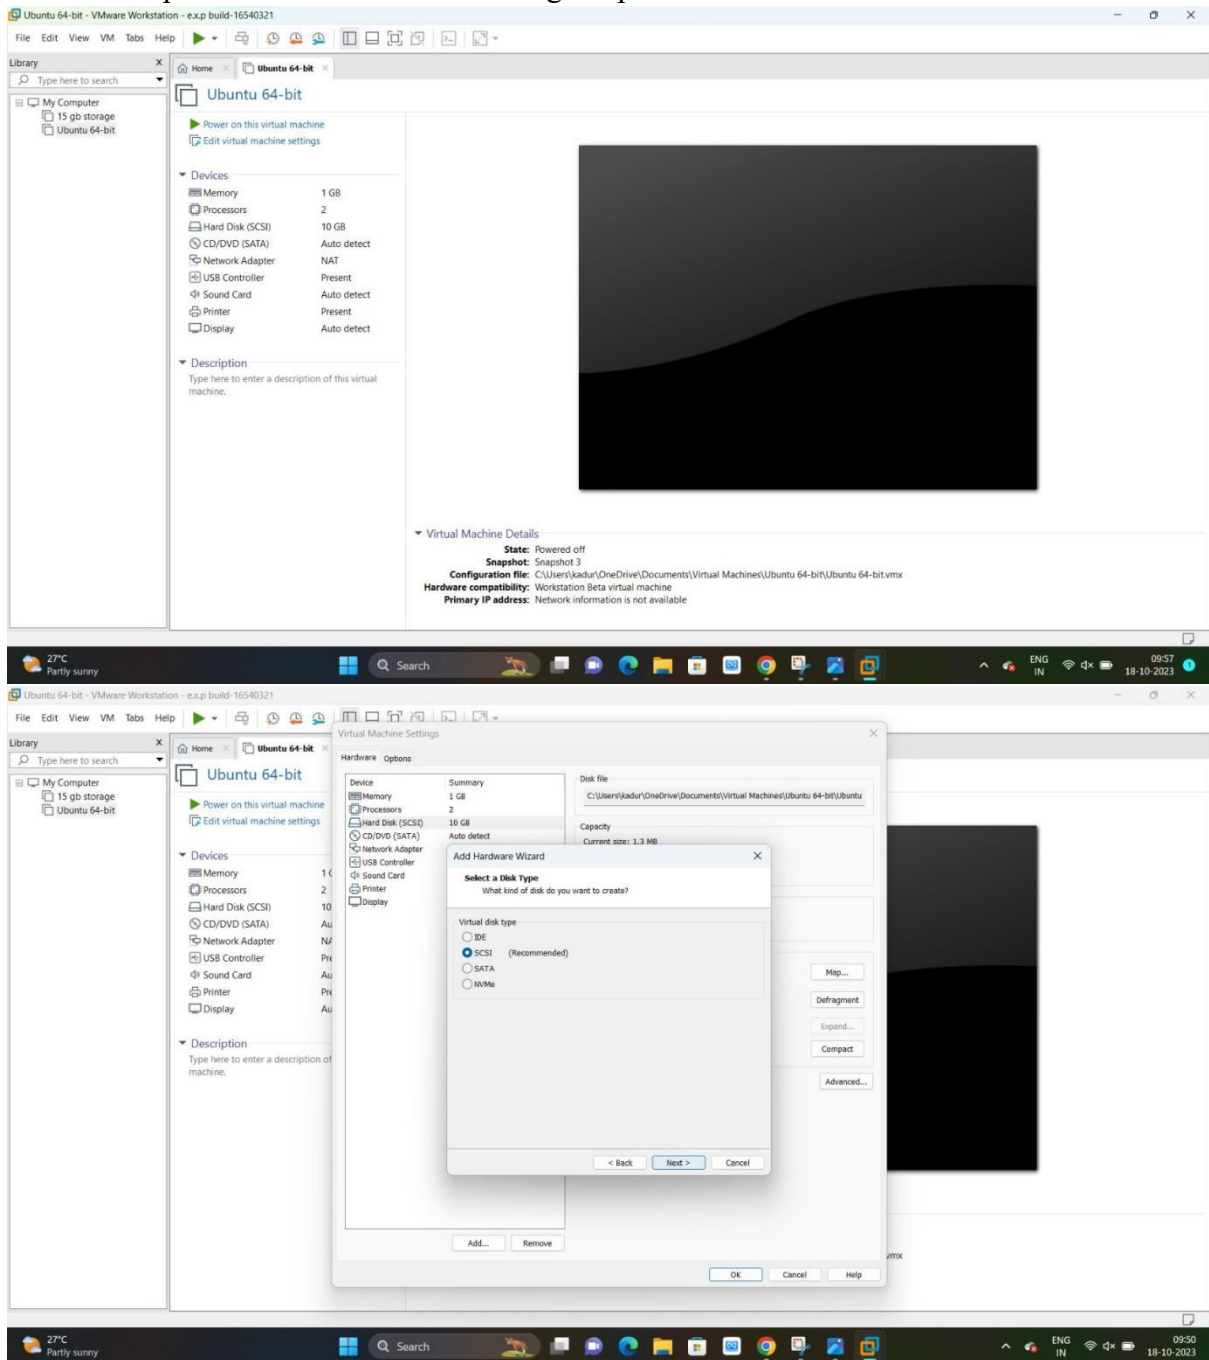 Ubuntu 64-bit - VMware Workstation - e.x.p build-16540321
File Edit View VM Tabs Help
Library X
Home × Ubuntu 64-bit ×
Type here to search
My Computer
15 gb storage
Ubuntu 64-bit
Ubuntu 64-bit
Power on this virtual machine
Edit virtual machine settings
Devices
Memory 1 GB
Processors 2
Hard Disk (SCSI) 10 GB
CD/DVD (SATA) Auto detect
Network Adapter NAT
USB Controller Present
Sound Card Auto detect
Printer Present
Display Auto detect
Description
Type here to enter a description of this virtual
machine.
Virtual Machine Details
State: Powered off
Snapshot: Snapshot 3
Configuration file: C:\Users\kadur\OneDrive\Documents\Virtual Machines\Ubuntu 64-bit\Ubuntu 64-bit.vmx
Hardware compatibility: Workstation Beta virtual machine
Primary IP address: Network information is not available
27°C
Partly sunny
Search
ENG
IN
09:57
18-10-2023
1
Ubuntu 64-bit - VMware Workstation - e.x.p build-16540321
File Edit View VM Tabs Help
Library X
Home × Ubuntu 64-bit ×
Type here to search
My Computer
15 gb storage
Ubuntu 64-bit
Ubuntu 64-bit
Power on this virtual machine
Edit virtual machine settings
Devices
Memory 1
Processors 2
Hard Disk (SCSI) 10
CD/DVD (SATA) Au
Network Adapter NA
USB Controller Pre
Sound Card Au
Printer Pre
Display Au
Description
Type here to enter a description of
machine.
Virtual Machine Settings
Hardware Options
Device Summary
Memory 1 GB
Processors 2
Hard Disk (SCSI) 10 GB
CD/DVD (SATA) Auto detect
Network Adapter
USB Controller
Sound Card
Printer
Display
Disk file
C:\Users\kadur\OneDrive\Documents\Virtual Machines\Ubuntu 64-bit\Ubuntu
Capacity
Current size: 1.3 MB
Add Hardware Wizard
Select a Disk Type
What kind of disk do you want to create?
Virtual disk type
IDE
SCSI (Recommended)
SATA
NVMe
< Back Next > Cancel
Map...
Defragment
Expand...
Compact
Advanced...
Add... Remove
OK Cancel Help
vmx
27°C
Partly sunny
Search
ENG
IN
09:50
18-10-2023